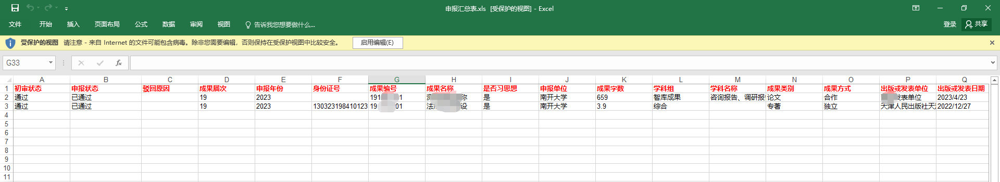 申报汇总表.xls [受保护的视图] - Excel
文件 开始 插入 页面布局 公式 数据 审阅 视图 告诉我您想要做什么... 登录 共享
受保护的视图 请注意 - 来自 Internet 的文件可能包含病毒。除非您需要编辑，否则保持在受保护视图中比较安全。 启用编辑(E)
G33 fx
A B C D E F G H I J K L M N O P Q
1 初审状态 申报状态 驳回原因 成果届次 申报年份 身份证号 成果编号 成果名称 是否习思想 申报单位 成果字数 学科组 学科名称 成果类别 成果方式 出版或发表单位 出版或发表日期
2 通过 已通过 19 2023 191 1 称 是 南开大学 659 智库成果 咨询报告、调研报 论文 合作 发表单位 2023/4/23
3 通过 已通过 19 2023 130323198410123 19 01 法 设 是 南开大学 3.9 综合 专著 独立 天津人民出版社天 2022/12/27
4
5
6
7
8
9
10
11